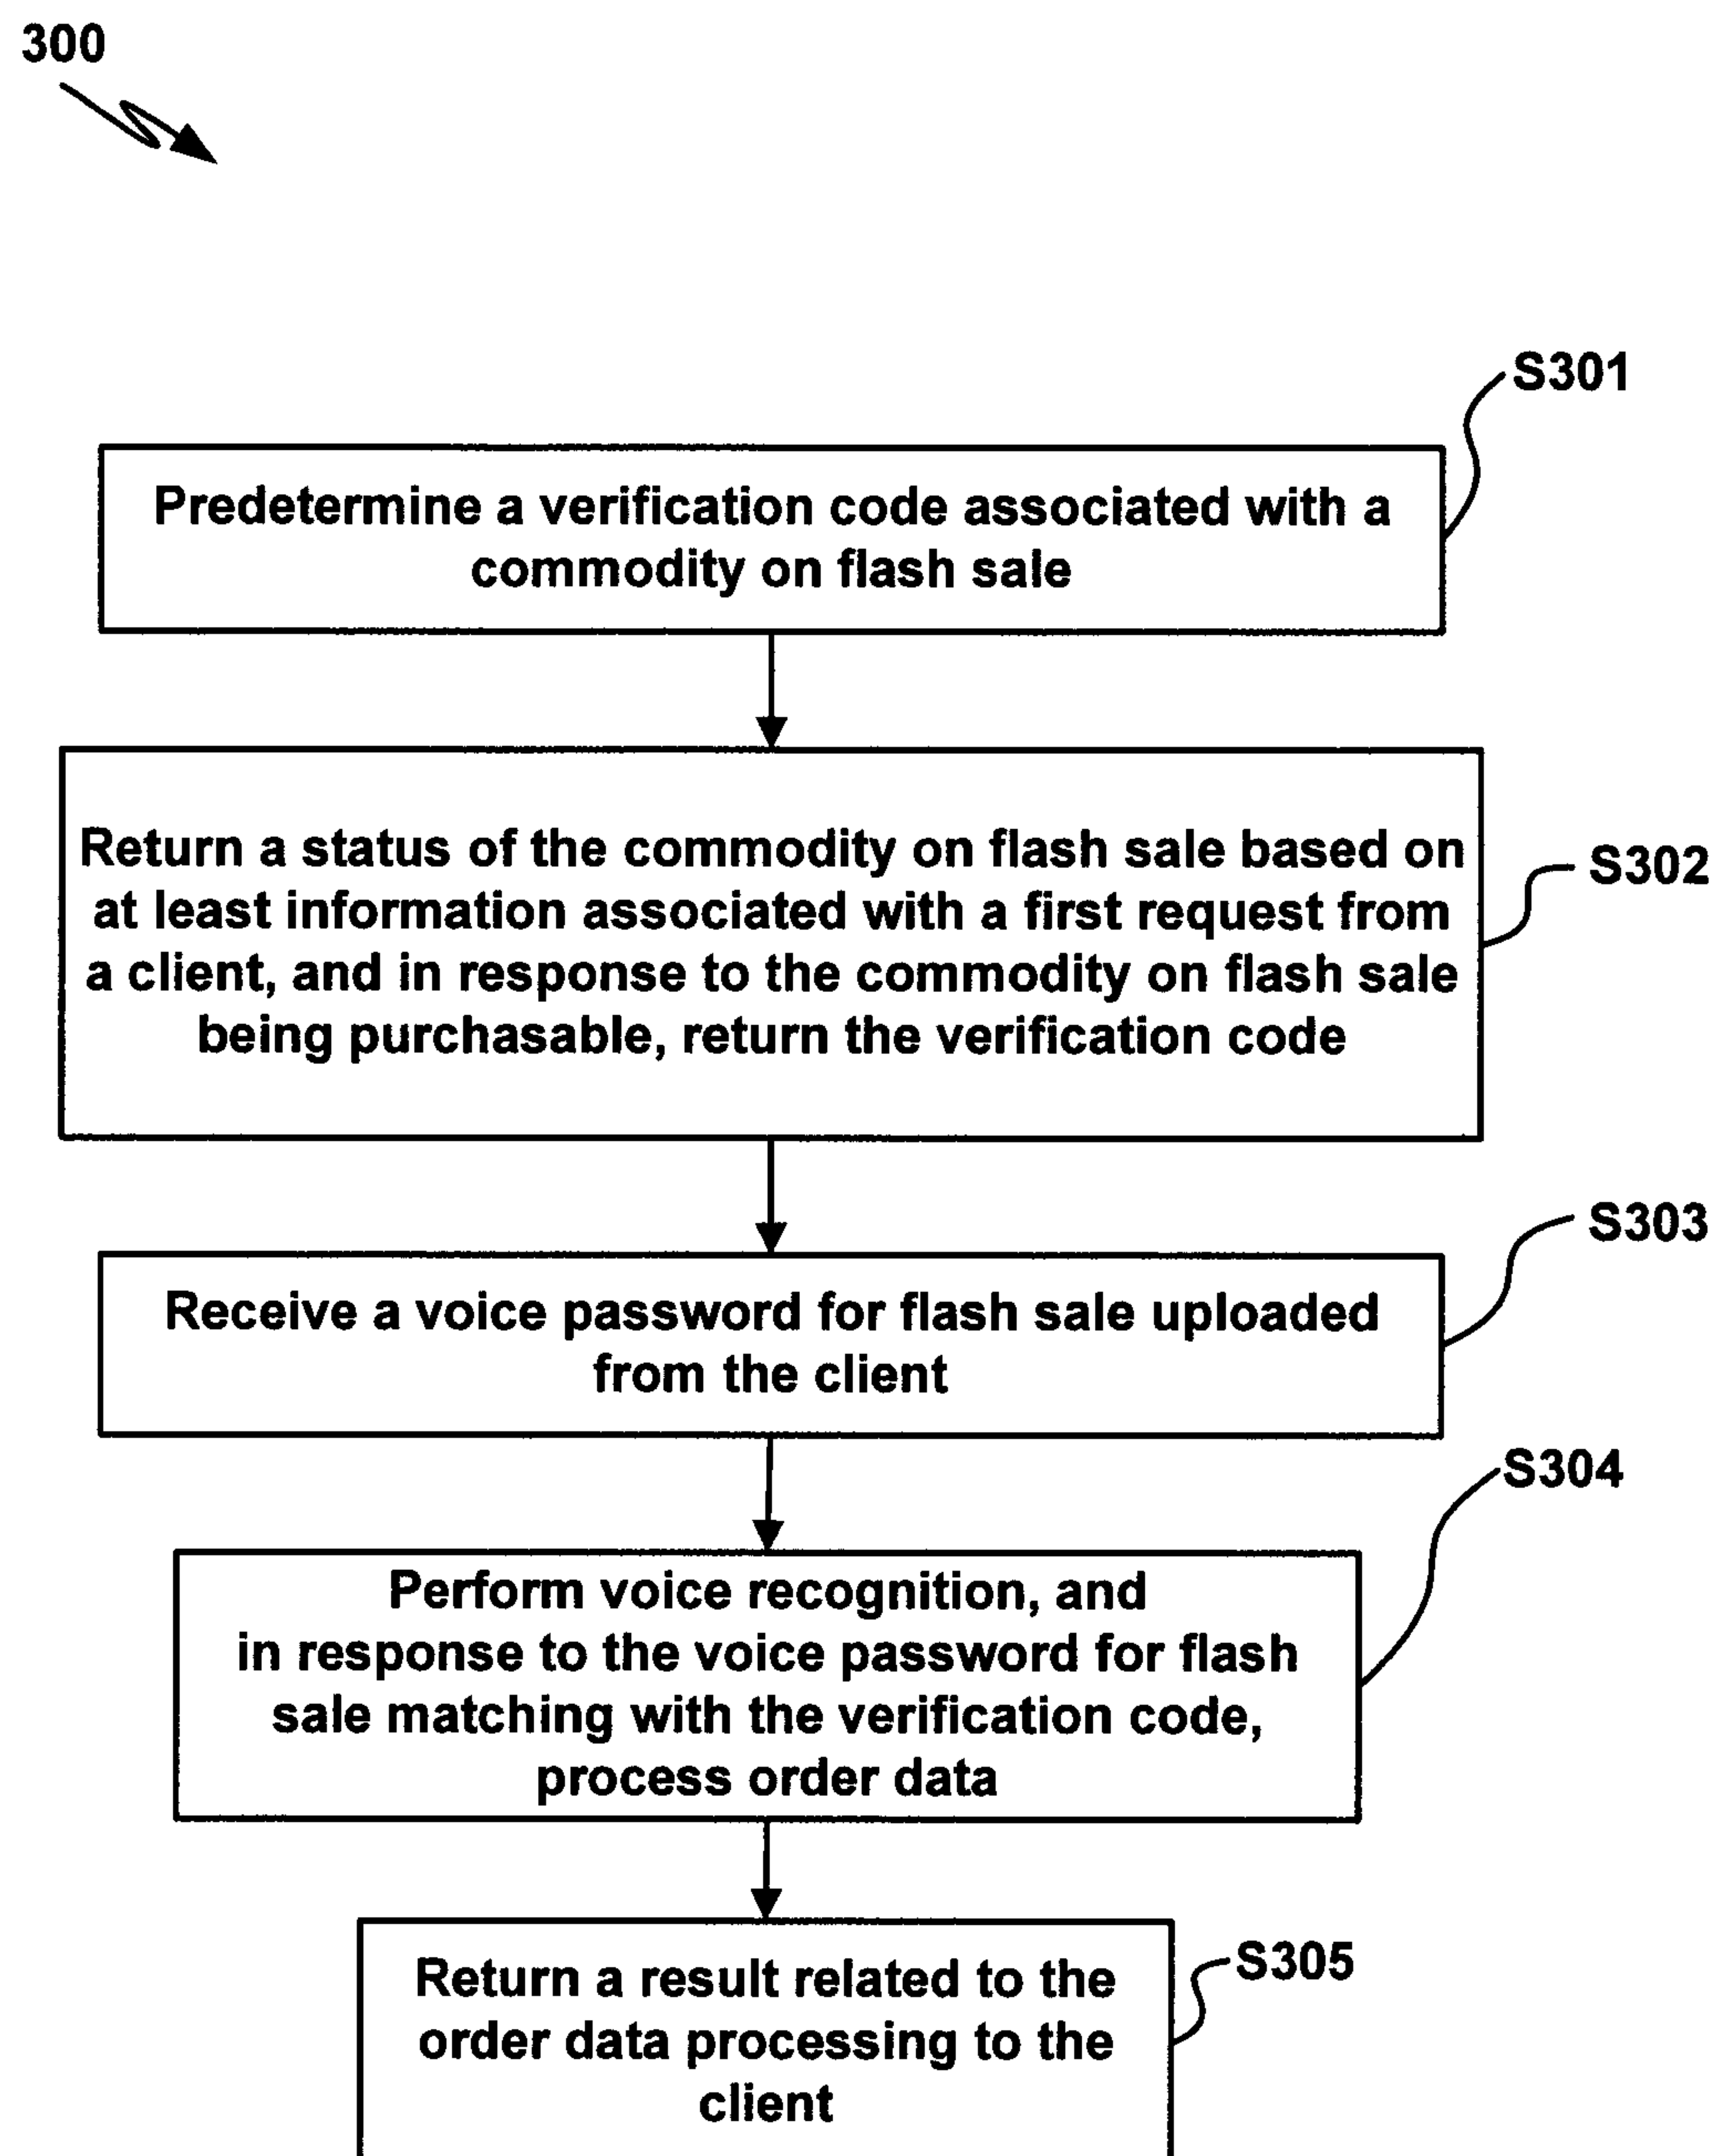 300
S301
Predetermine a verification code associated with a
commodity on flash sale
Return a status of the commodity on flash sale based on
at least information associated with a first request from
a client, and in response to the commodity on flash sale
being purchasable, return the verification code
S302
S303
Receive a voice password for flash sale uploaded
from the client
S304
Perform voice recognition, and
in response to the voice password for flash
sale matching with the verification code,
process order data
S305
Return a result related to the
order data processing to the
client